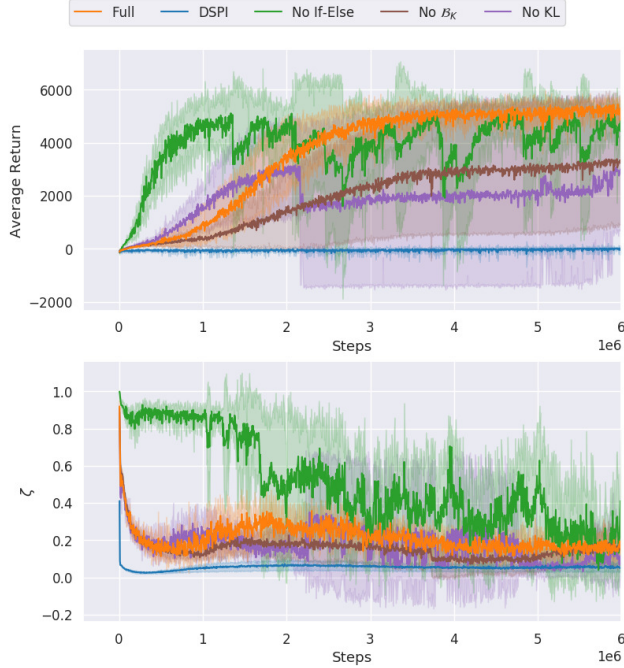 Full DSPI No If-Else No 𝓑_K No KL
6000
4000
2000
0
−2000
Average Return
0 1 2 3 4 5 6
Steps 1e6
1.0
0.8
0.6
0.4
0.2
0.0
−0.2
ζ
0 1 2 3 4 5 6
Steps 1e6